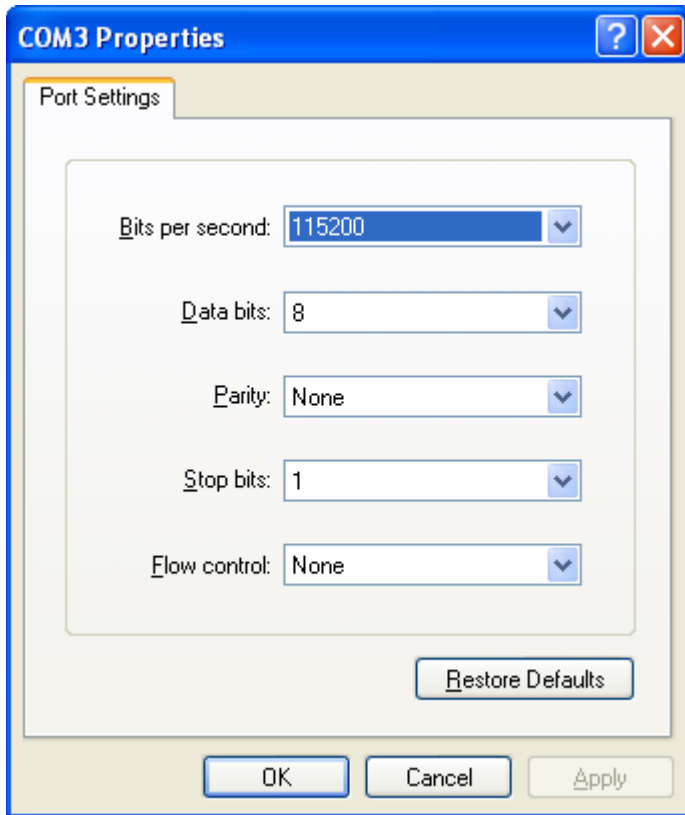 COM3 Properties
Port Settings
Bits per second: 115200
Data bits: 8
Parity: None
Stop bits: 1
Flow control: None
Restore Defaults
OK Cancel Apply